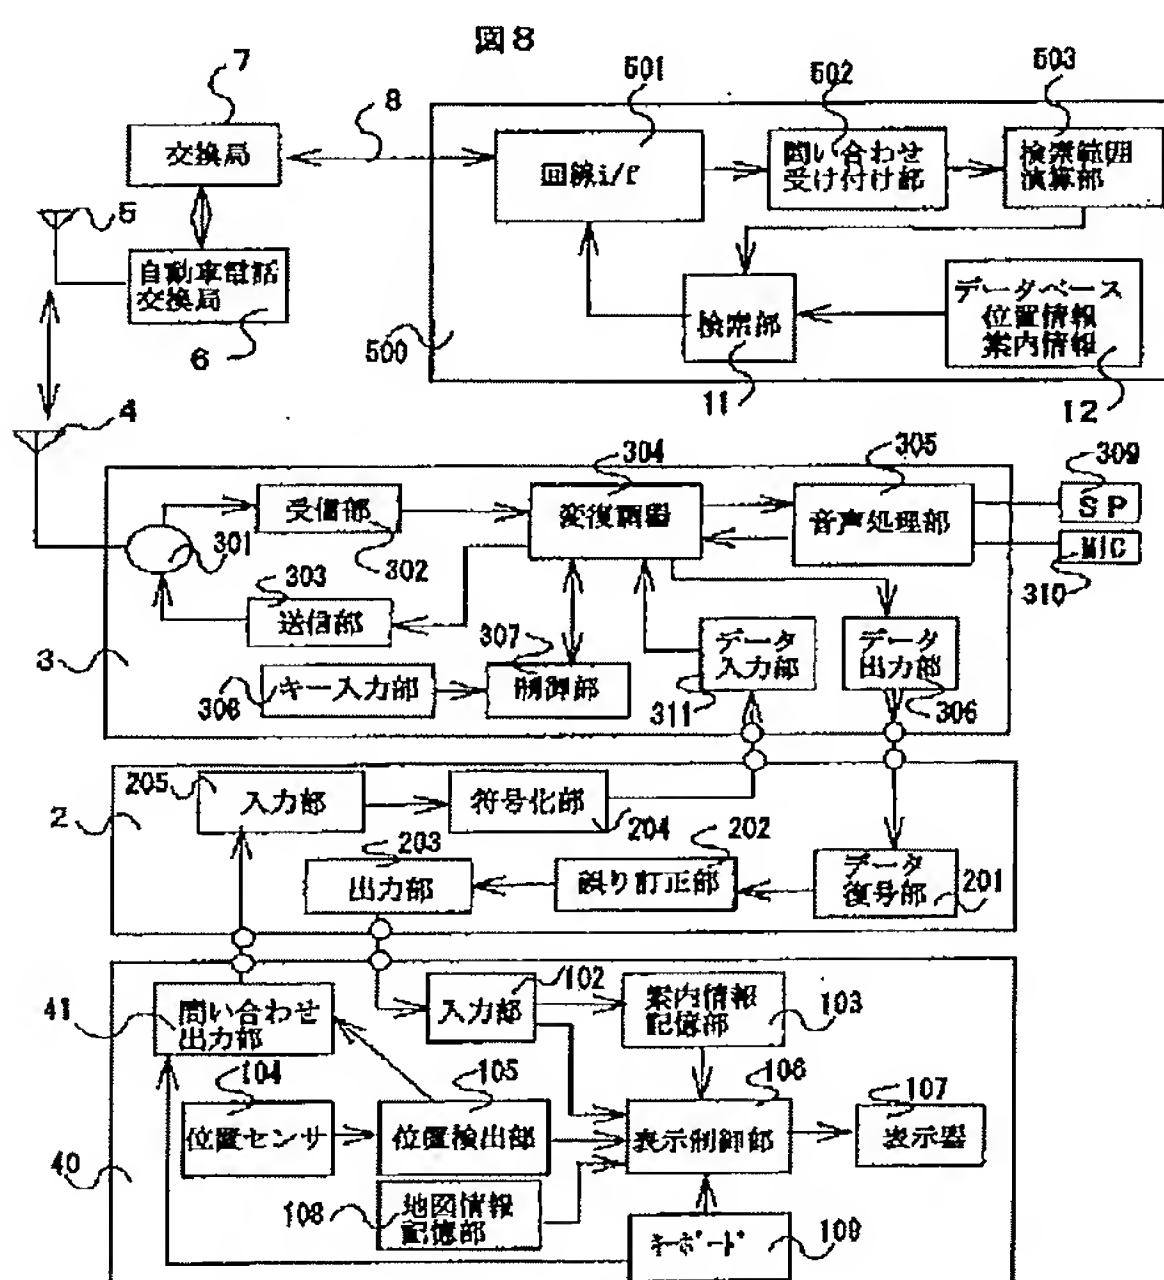 図8
7
交換局
8
5
自動車電話
交換局
6
501
回線i/f
502
問い合わせ
受け付け部
503
検索範囲
演算部
検索部
11
データベース
位置情報
案内情報
12
500
4
301
受信部
302
303
送信部
304
変復調器
305
音声処理部
309
SP
MIC
310
307
制御部
キー入力部
308
データ
入力部
311
データ
出力部
306
3
205
入力部
符号化部
204
2
203
出力部
202
誤り訂正部
データ
復号部
201
41
問い合わせ
出力部
102
入力部
案内情報
記憶部
103
104
位置センサ
105
位置検出部
106
表示制御部
107
表示器
40
108
地図情報
記憶部
キーボード
109